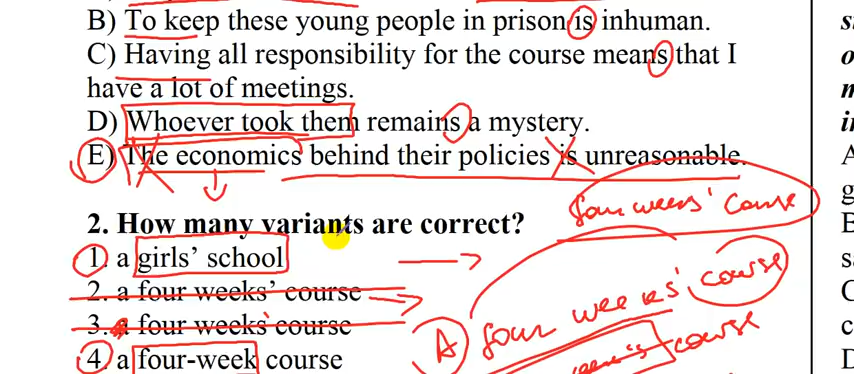 B) To keep these young people in prison is inhuman.
C) Having all responsibility for the course means that I
have a lot of meetings.
D) Whoever took them remains a mystery.
E) The economics behind their policies is unreasonable.
four weeks' course
2. How many variants are correct?
1. a girls' school
2. a four weeks' course
3. a four weeks course
4. a four-week course
A) four weeks' course
course